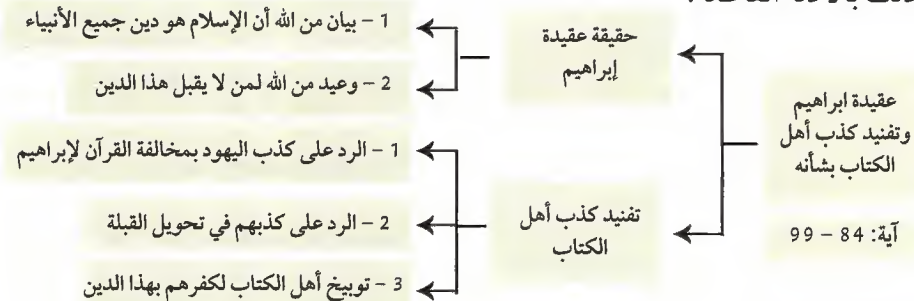 عقيدة ابراهيم
وتفنيد كذب أهل
الكتاب بشأنه
آية: 84 – 99
حقيقة عقيدة
إبراهيم
1 – بيان من الله أن الإسلام هو دين جميع الأنبياء
2 – وعيد من الله لمن لا يقبل هذا الدين
تفنيد كذب أهل
الكتاب
1 – الرد على كذب اليهود بمخالفة القرآن لإبراهيم
2 – الرد على كذبهم في تحويل القبلة
3 – توبيخ أهل الكتاب لكفرهم بهذا الدين